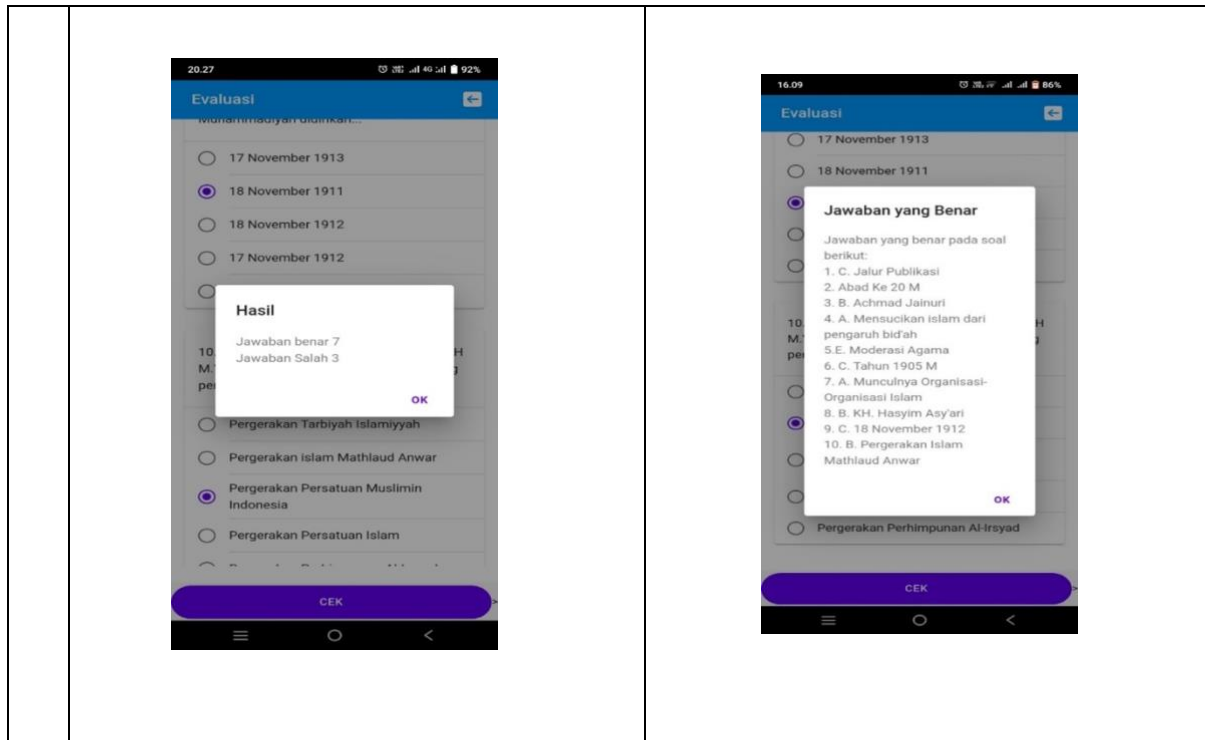 20.27
4G
92%
Evaluasi
Muhammadiyah didirikan...
17 November 1913
18 November 1911
18 November 1912
17 November 1912
Hasil
Jawaban benar 7
Jawaban Salah 3
OK
10.
H
M.
Pergerakan Tarbiyah Islamiyyah
Pergerakan islam Mathlaud Anwar
Pergerakan Persatuan Muslimin
Indonesia
Pergerakan Persatuan Islam
CEK
16.09
86%
Evaluasi
17 November 1913
18 November 1911
Jawaban yang Benar
Jawaban yang benar pada soal
berikut:
1. C. Jalur Publikasi
2. Abad Ke 20 M
3. B. Achmad Jainuri
4. A. Mensucikan islam dari
pengaruh bid'ah
5.E. Moderasi Agama
6. C. Tahun 1905 M
7. A. Munculnya Organisasi-
Organisasi Islam
8. B. KH. Hasyim Asy'ari
9. C. 18 November 1912
10. B. Pergerakan Islam
Mathlaud Anwar
OK
10.
H
M.
Pergerakan Perhimpunan Al-Irsyad
CEK